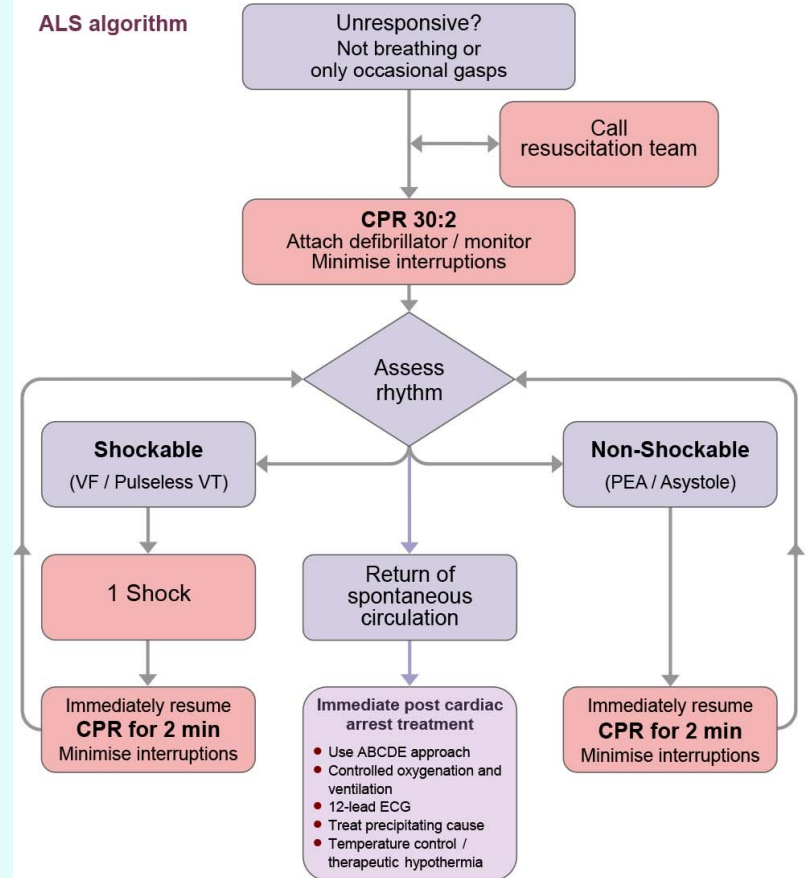 ALS algorithm
Unresponsive?
Not breathing or
only occasional gasps
Call
resuscitation team
CPR 30:2
Attach defibrillator / monitor
Minimise interruptions
Assess
rhythm
Shockable
(VF / Pulseless VT)
Non-Shockable
(PEA / Asystole)
1 Shock
Return of
spontaneous
circulation
Immediately resume
CPR for 2 min
Minimise interruptions
Immediate post cardiac
arrest treatment
● Use ABCDE approach
● Controlled oxygenation and
ventilation
● 12-lead ECG
● Treat precipitating cause
● Temperature control /
therapeutic hypothermia
Immediately resume
CPR for 2 min
Minimise interruptions